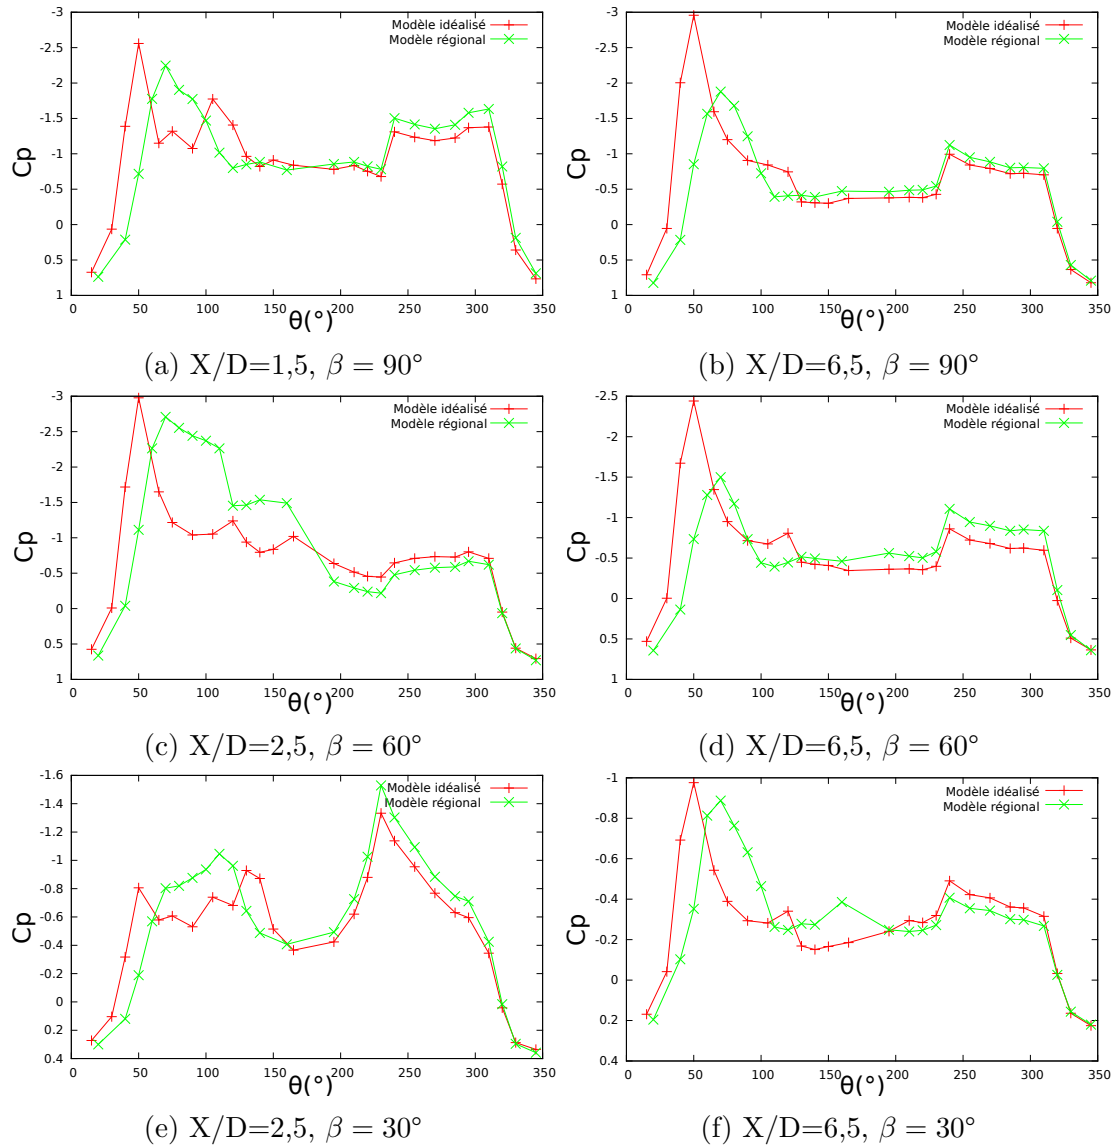 -3
-2.5
-2
-1.5
-1
-0.5
0
0.5
1
0 50 100 150 200 250 300 350
Cp
θ(°)
Modèle idéalisé
Modèle régional
(a) X/D=1,5, β = 90°
-3
-2.5
-2
-1.5
-1
-0.5
0
0.5
1
0 50 100 150 200 250 300 350
Cp
θ(°)
Modèle idéalisé
Modèle régional
(b) X/D=6,5, β = 90°
-3
-2.5
-2
-1.5
-1
-0.5
0
0.5
1
0 50 100 150 200 250 300 350
Cp
θ(°)
Modèle idéalisé
Modèle régional
(c) X/D=2,5, β = 60°
-2.5
-2
-1.5
-1
-0.5
0
0.5
1
0 50 100 150 200 250 300 350
Cp
θ(°)
Modèle idéalisé
Modèle régional
(d) X/D=6,5, β = 60°
-1.6
-1.4
-1.2
-1
-0.8
-0.6
-0.4
-0.2
0
0.2
0.4
0 50 100 150 200 250 300 350
Cp
θ(°)
Modèle idéalisé
Modèle régional
(e) X/D=2,5, β = 30°
-1
-0.8
-0.6
-0.4
-0.2
0
0.2
0.4
0 50 100 150 200 250 300 350
Cp
θ(°)
Modèle idéalisé
Modèle régional
(f) X/D=6,5, β = 30°